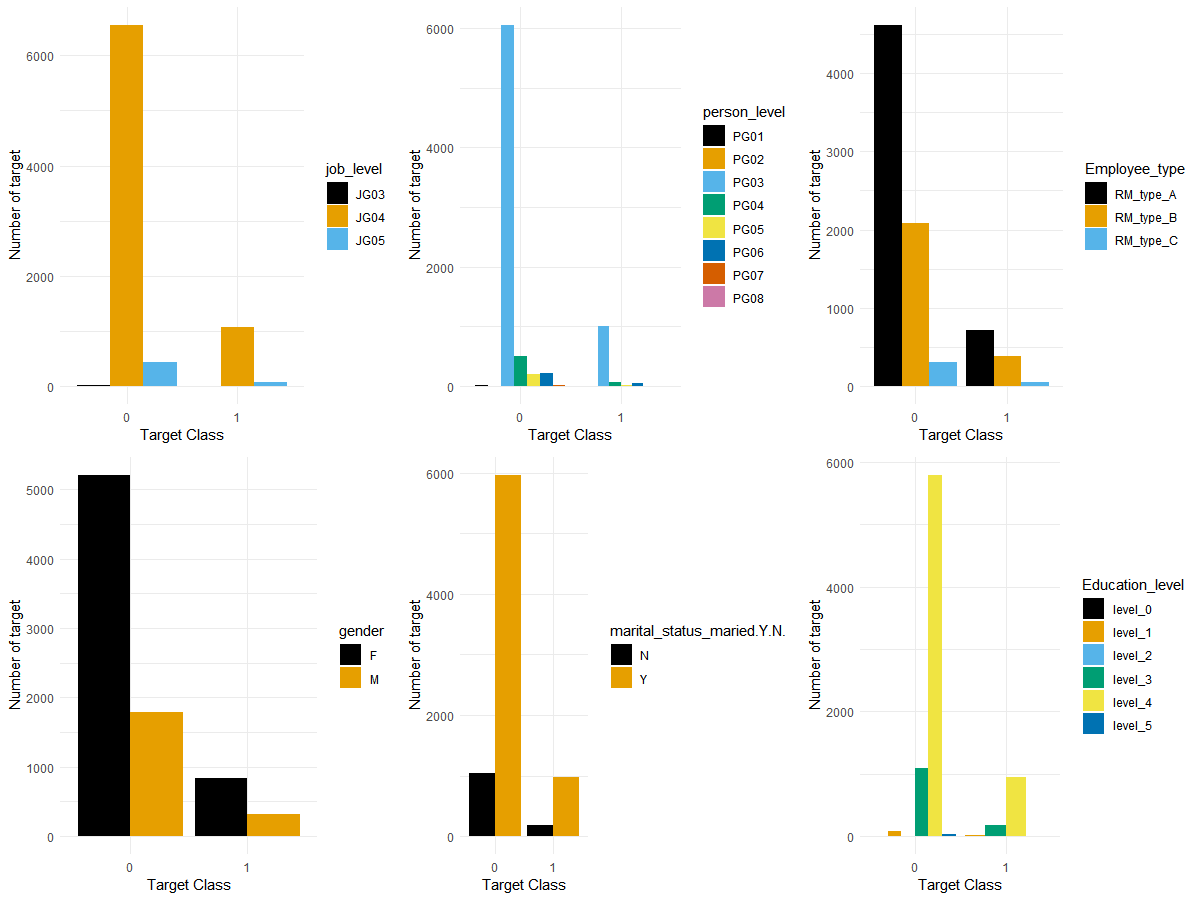 Number of target
6000
4000
2000
0
0
1
Target Class
job_level
JG03
JG04
JG05
Number of target
6000
4000
2000
0
0
1
Target Class
person_level
PG01
PG02
PG03
PG04
PG05
PG06
PG07
PG08
Number of target
4000
3000
2000
1000
0
0
1
Target Class
Employee_type
RM_type_A
RM_type_B
RM_type_C
Number of target
5000
4000
3000
2000
1000
0
0
1
Target Class
gender
F
M
Number of target
6000
4000
2000
0
0
1
Target Class
marital_status_maried.Y.N.
N
Y
Number of target
6000
4000
2000
0
0
1
Target Class
Education_level
level_0
level_1
level_2
level_3
level_4
level_5